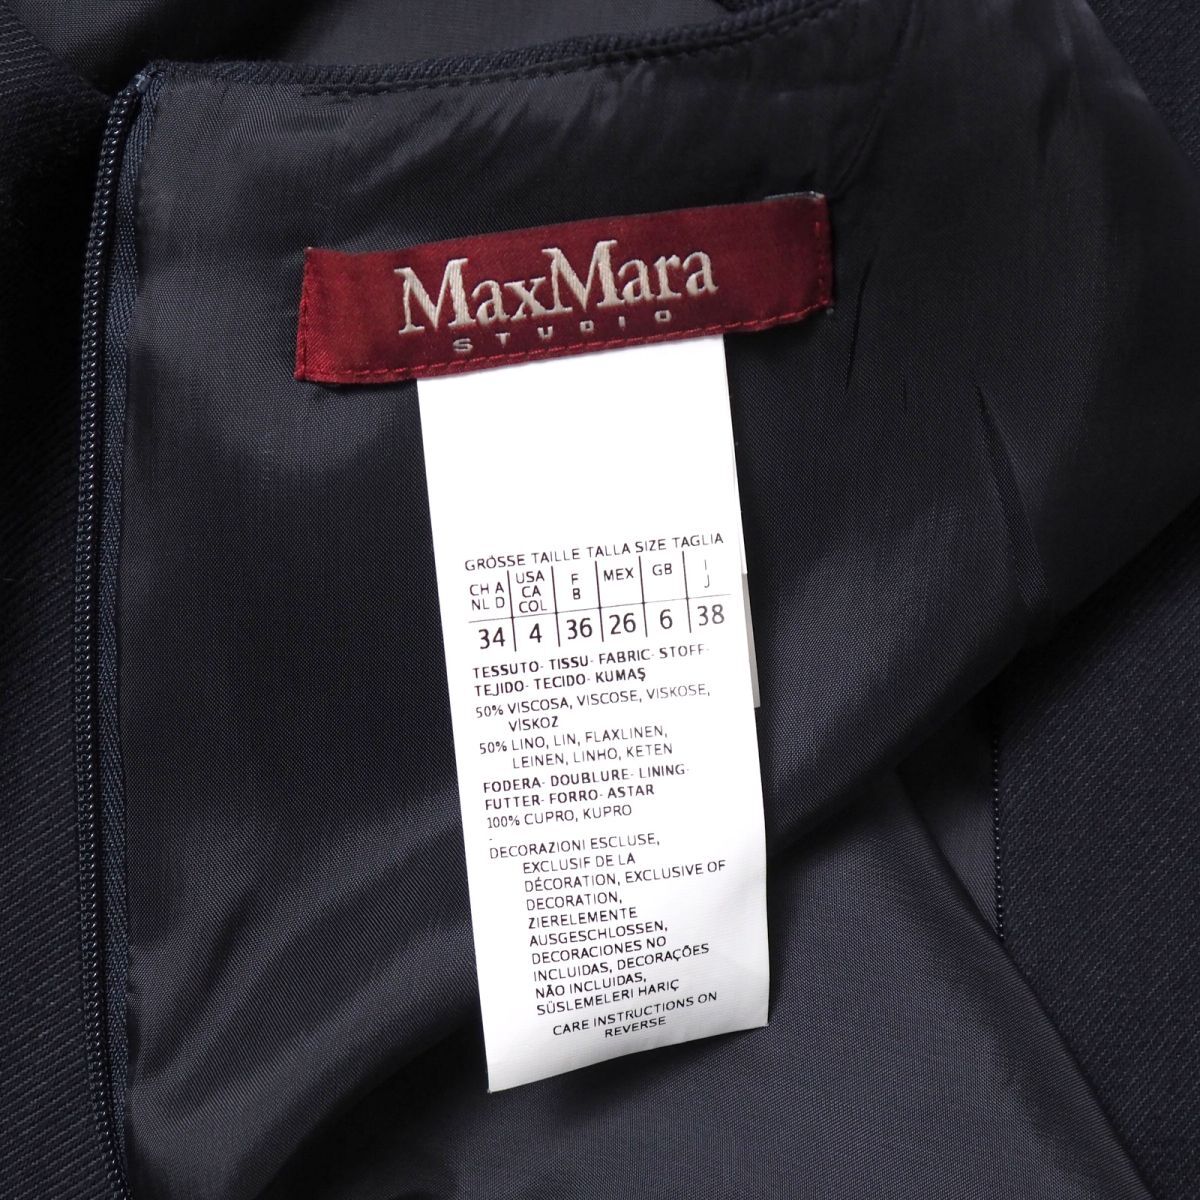 MaxMara
STUDIO
GRÖSSE TAILLE TALLA SIZE TAGLIA
CH A NL D | USA CA COL | F B | MEX | GB | I J
34 | 4 | 36 | 26 | 6 | 38
TESSUTO- TISSU- FABRIC- STOFF-
TEJIDO- TECIDO- KUMAŞ
50% VISCOSA, VISCOSE, VISKOSE,
VİSKOZ
50% LINO, LIN, FLAXLINEN,
LEINEN, LINHO, KETEN
FODERA- DOUBLURE- LINING-
FUTTER- FORRO- ASTAR
100% CUPRO, KUPRO
-
DECORAZIONI ESCLUSE,
EXCLUSIF DE LA
DÉCORATION, EXCLUSIVE OF
DECORATION,
ZIERELEMENTE
AUSGESCHLOSSEN,
DECORACIONES NO
INCLUIDAS, DECORAÇÕES
NÃO INCLUIDAS,
SÜSLEMELERI HARIÇ
CARE INSTRUCTIONS ON
REVERSE